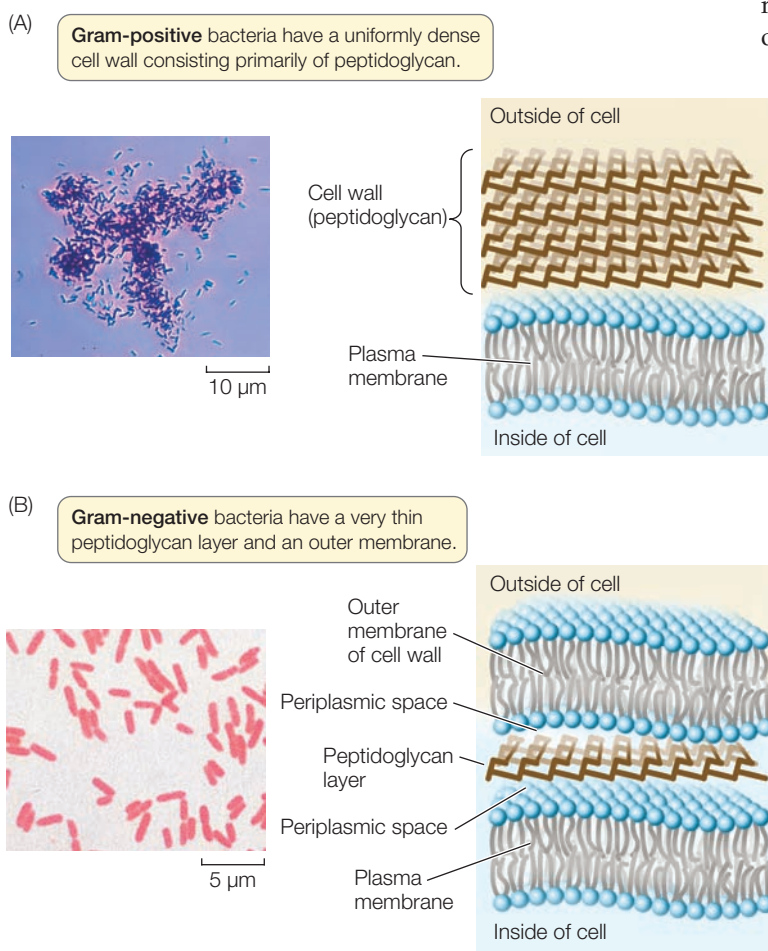 (A)
Gram-positive bacteria have a uniformly dense
cell wall consisting primarily of peptidoglycan.
Outside of cell
Cell wall
(peptidoglycan)
Plasma
membrane
10 µm
Inside of cell
(B)
Gram-negative bacteria have a very thin
peptidoglycan layer and an outer membrane.
Outside of cell
Outer
membrane
of cell wall
Periplasmic space
Peptidoglycan
layer
Periplasmic space
5 µm
Plasma
membrane
Inside of cell